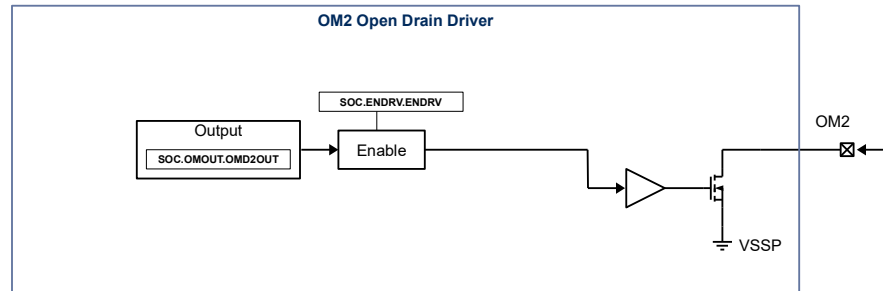 OM2 Open Drain Driver
SOC.ENDRV.ENDRV
OM2
Output
Enable
SOC.OMOUT.OMD2OUT
VSSP